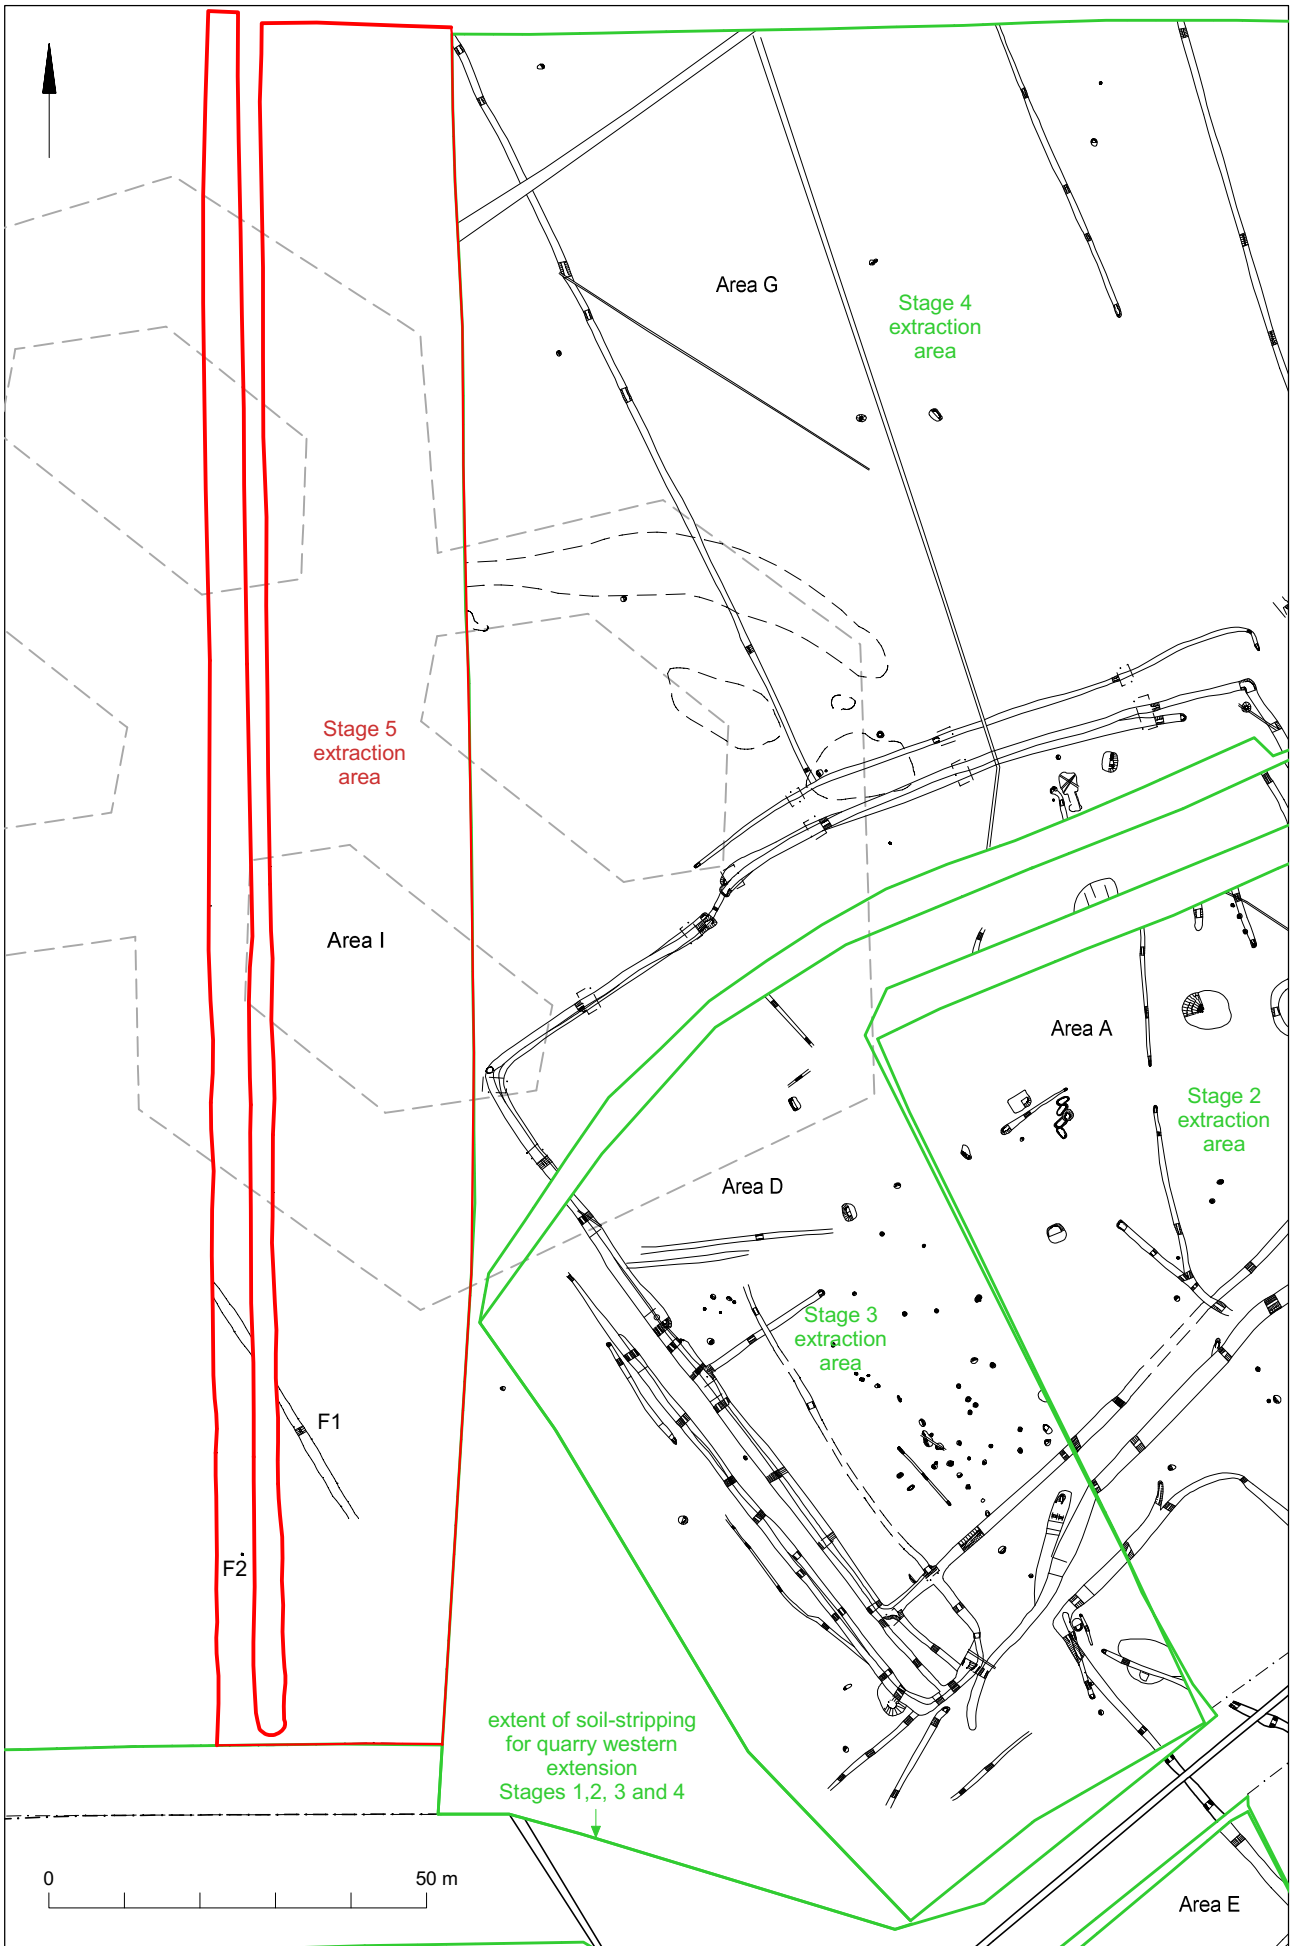 Area G
Stage 4
extraction
area
Stage 5
extraction
area
Area I
Area A
Stage 2
extraction
area
Area D
Stage 3
extraction
area
F1
F2
extent of soil-stripping
for quarry western
extension
Stages 1,2, 3 and 4
0 50 m
Area E